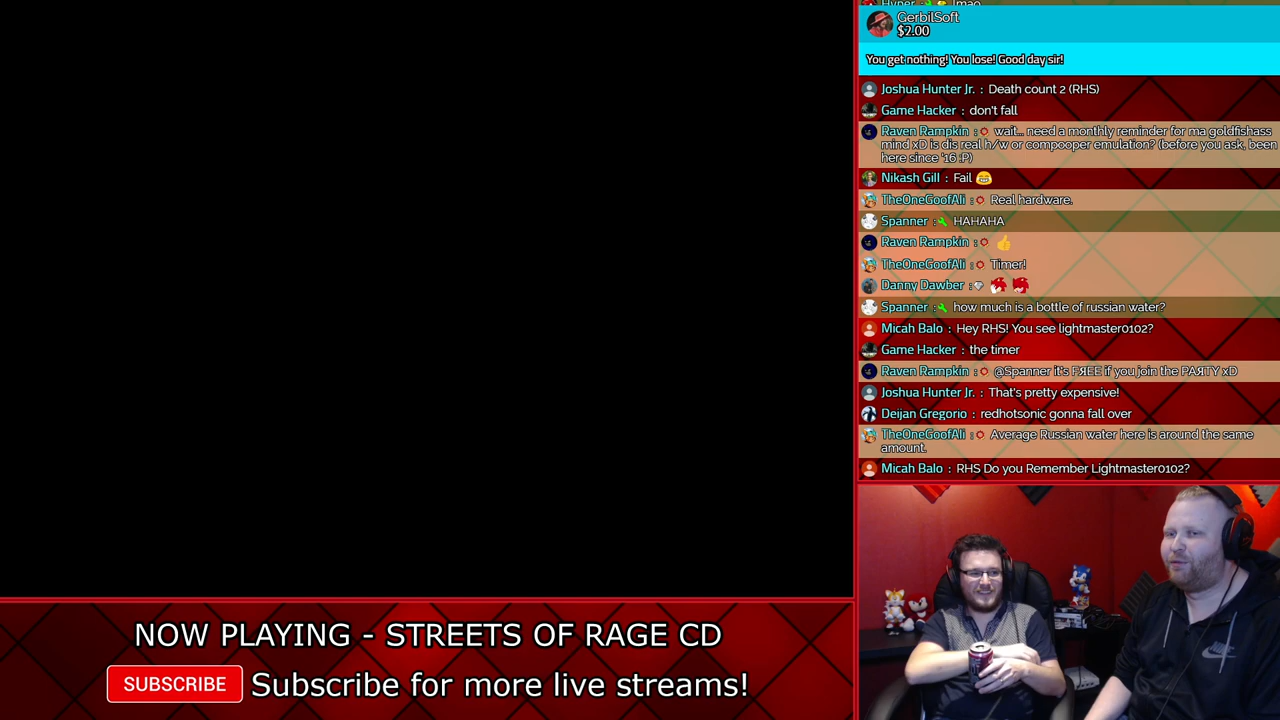 Hyper : lmao
GerbilSoft
$2.00
You get nothing! You lose! Good day sir!
Joshua Hunter Jr. : Death count 2 (RHS)
Game Hacker : don't fall
Raven Rampkin : wait... need a monthly reminder for ma goldfishass
mind xD is dis real h/w or compooper emulation? (before you ask, been
here since '16 :P)
Nikash Gill : Fail 😂
TheOneGoofAli : Real hardware.
Spanner : HAHAHA
Raven Rampkin : 👍
TheOneGoofAli : Timer!
Danny Dawber :
Spanner : how much is a bottle of russian water?
Micah Balo : Hey RHS! You see lightmaster0102?
Game Hacker : the timer
Raven Rampkin : @Spanner it's FЯEE if you join the PAЯTY xD
Joshua Hunter Jr. : That's pretty expensive!
Deijan Gregorio : redhotsonic gonna fall over
TheOneGoofAli : Average Russian water here is around the same
amount.
Micah Balo : RHS Do you Remember Lightmaster0102?
NOW PLAYING - STREETS OF RAGE CD
SUBSCRIBE Subscribe for more live streams!